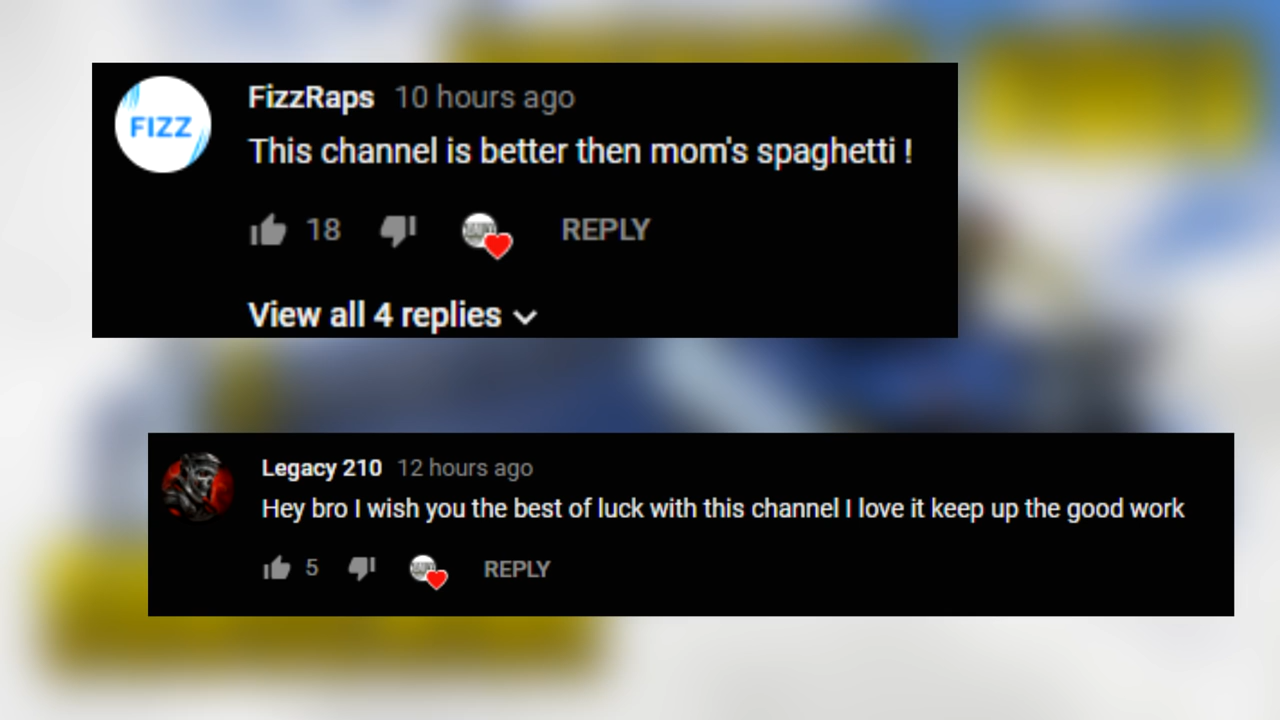 FIZZ
FizzRaps 10 hours ago
This channel is better then mom's spaghetti !
18 REPLY
View all 4 replies
Legacy 210 12 hours ago
Hey bro I wish you the best of luck with this channel I love it keep up the good work
5 REPLY